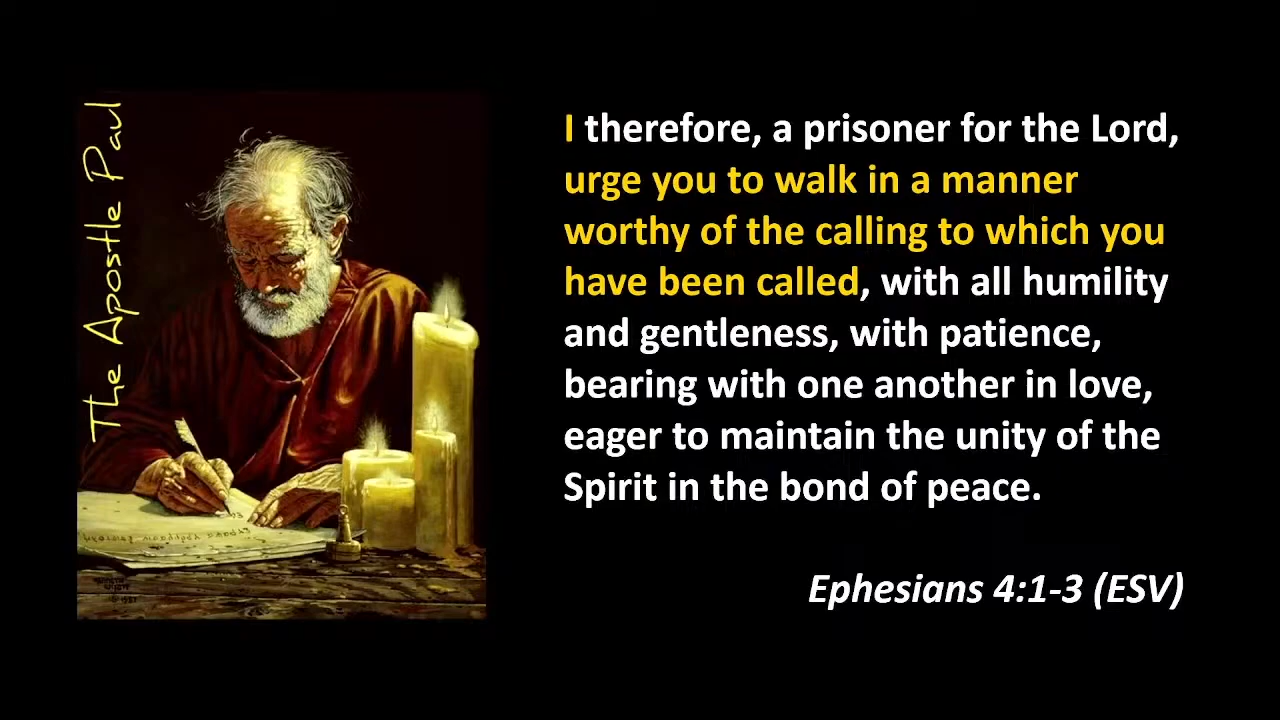 The Apostle Paul
I therefore, a prisoner for the Lord,
urge you to walk in a manner
worthy of the calling to which you
have been called, with all humility
and gentleness, with patience,
bearing with one another in love,
eager to maintain the unity of the
Spirit in the bond of peace.
Ephesians 4:1-3 (ESV)